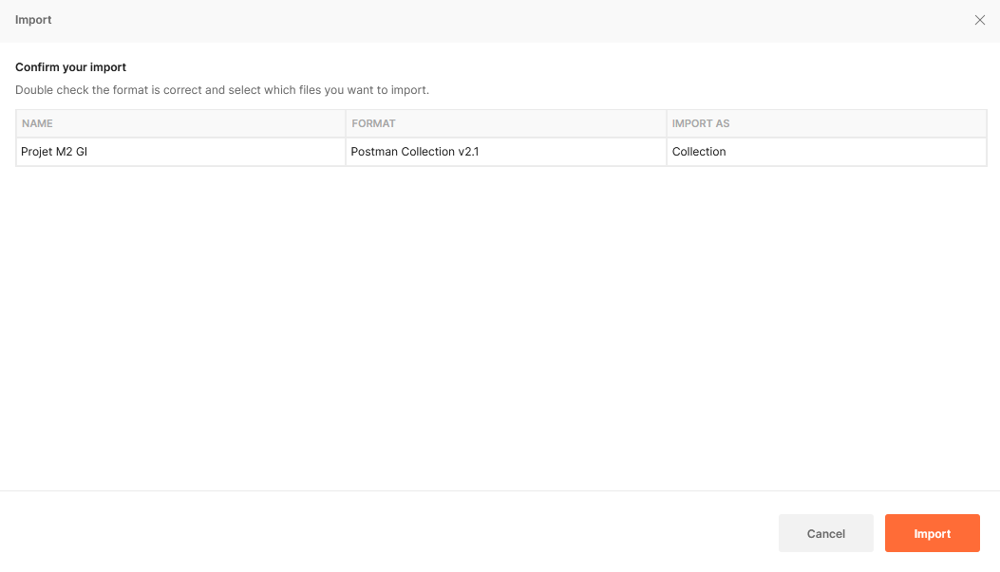 Import
Confirm your import
Double check the format is correct and select which files you want to import.
NAME FORMAT IMPORT AS
Projet M2 GI Postman Collection v2.1 Collection
Cancel Import